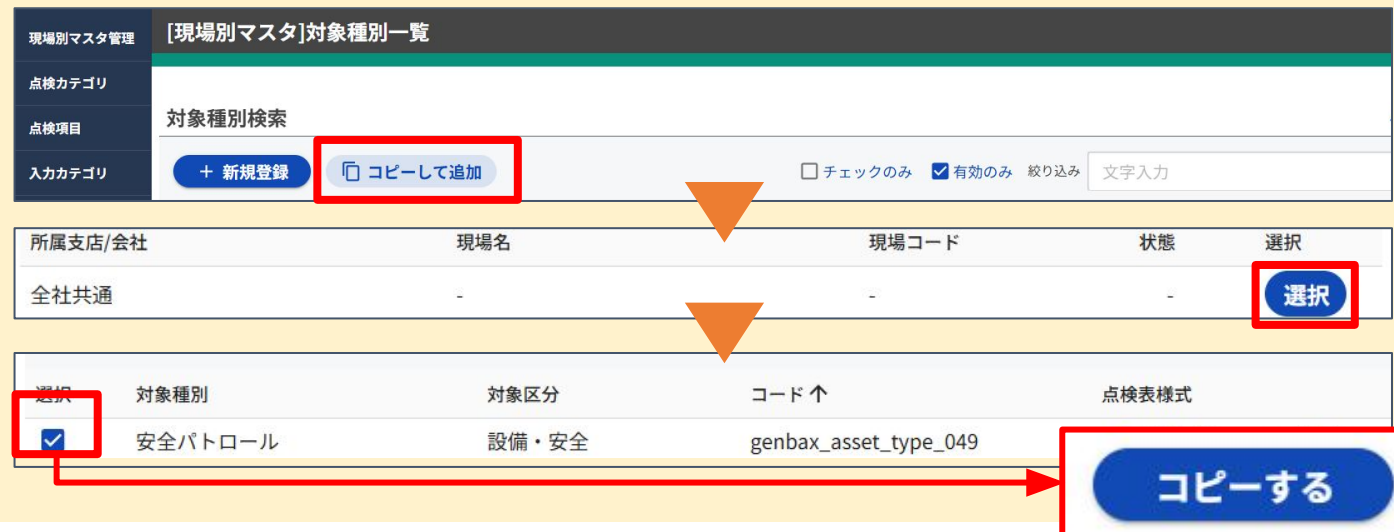 現場別マスタ管理
[現場別マスタ]対象種別一覧
点検カテゴリ
点検項目
入力カテゴリ
対象種別検索
+ 新規登録
コピーして追加
チェックのみ
有効のみ
絞り込み
文字入力
所属支店/会社 現場名 現場コード 状態 選択
全社共通 - - - 選択
選択 対象種別 対象区分 コード ↑ 点検表様式
安全パトロール 設備・安全 genbax_asset_type_049
コピーする